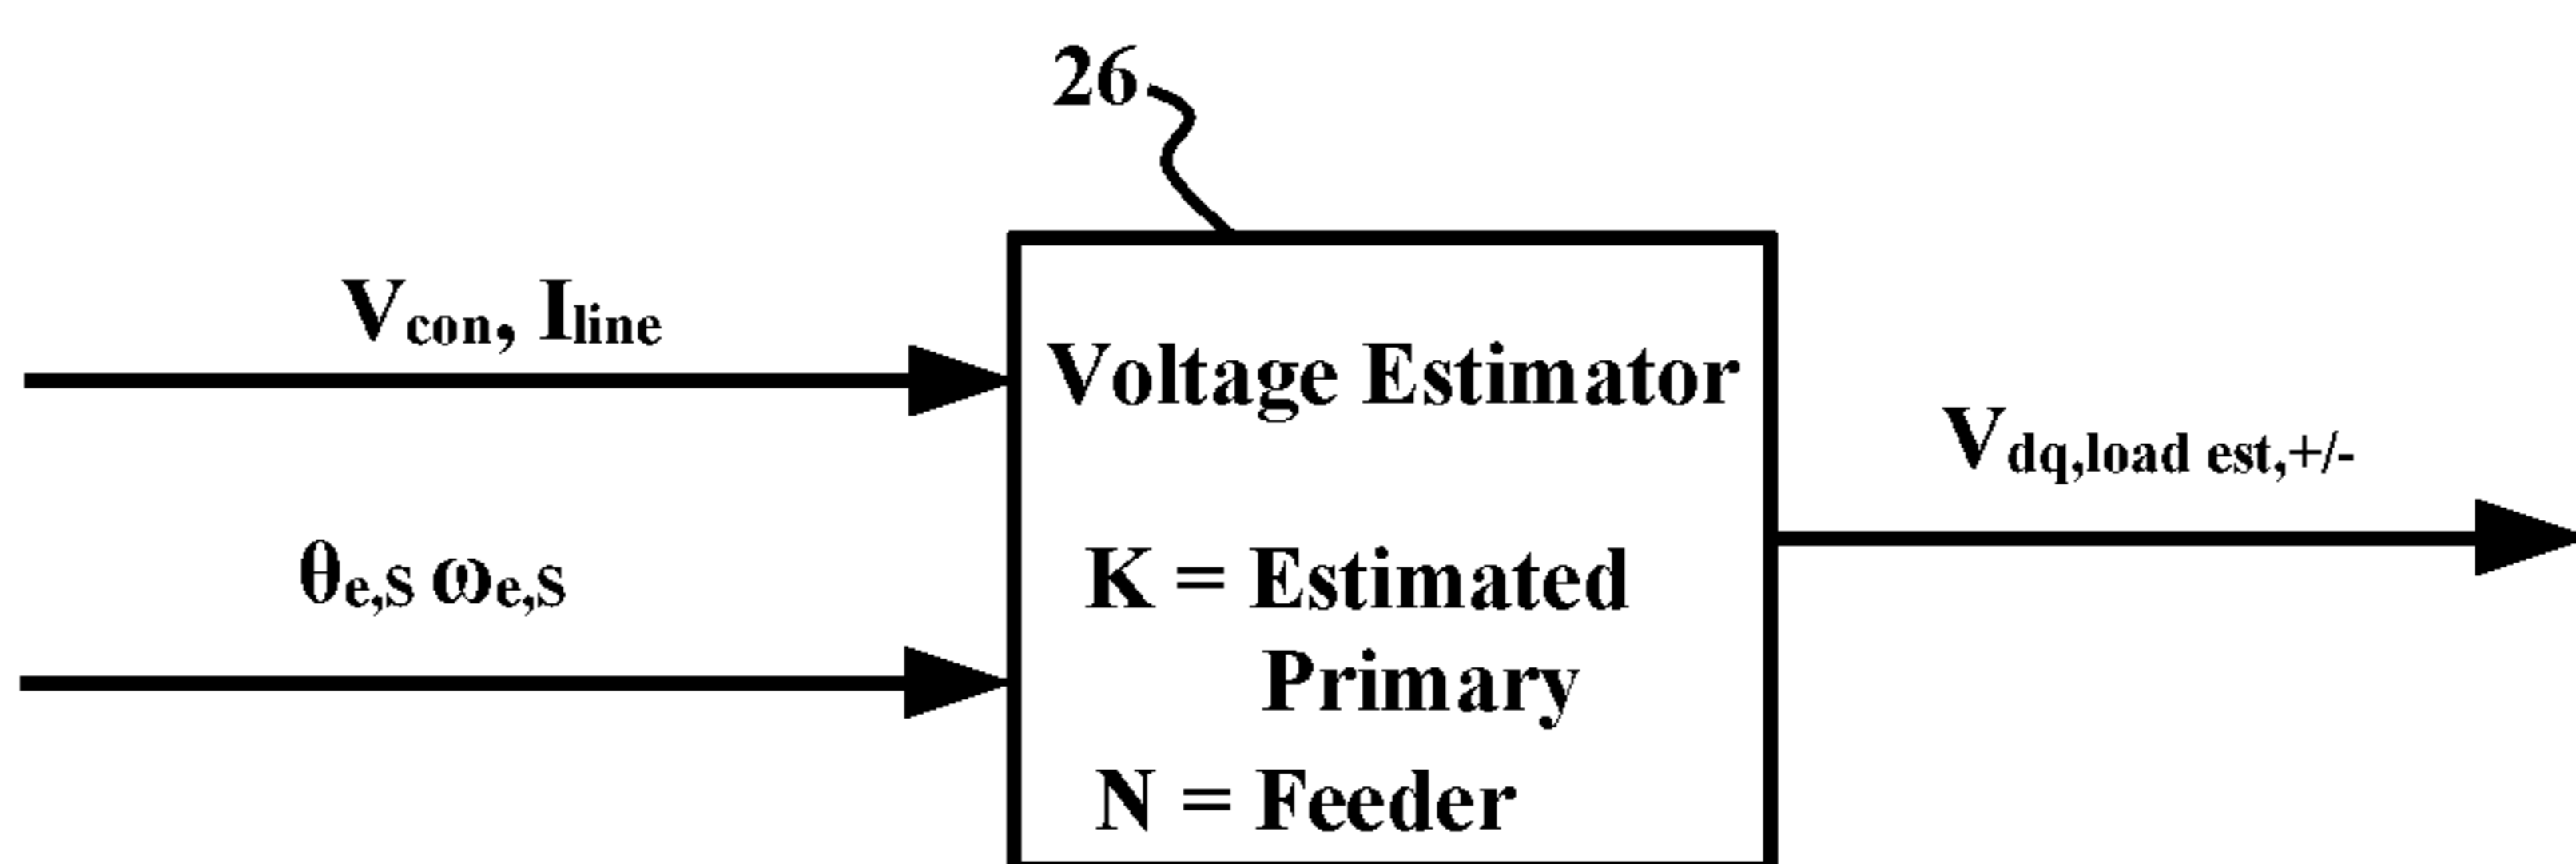 26
Vcon, Iline
Voltage Estimator
Vdq,load est,+/-
θe,S ωe,S
K = Estimated
Primary
N = Feeder